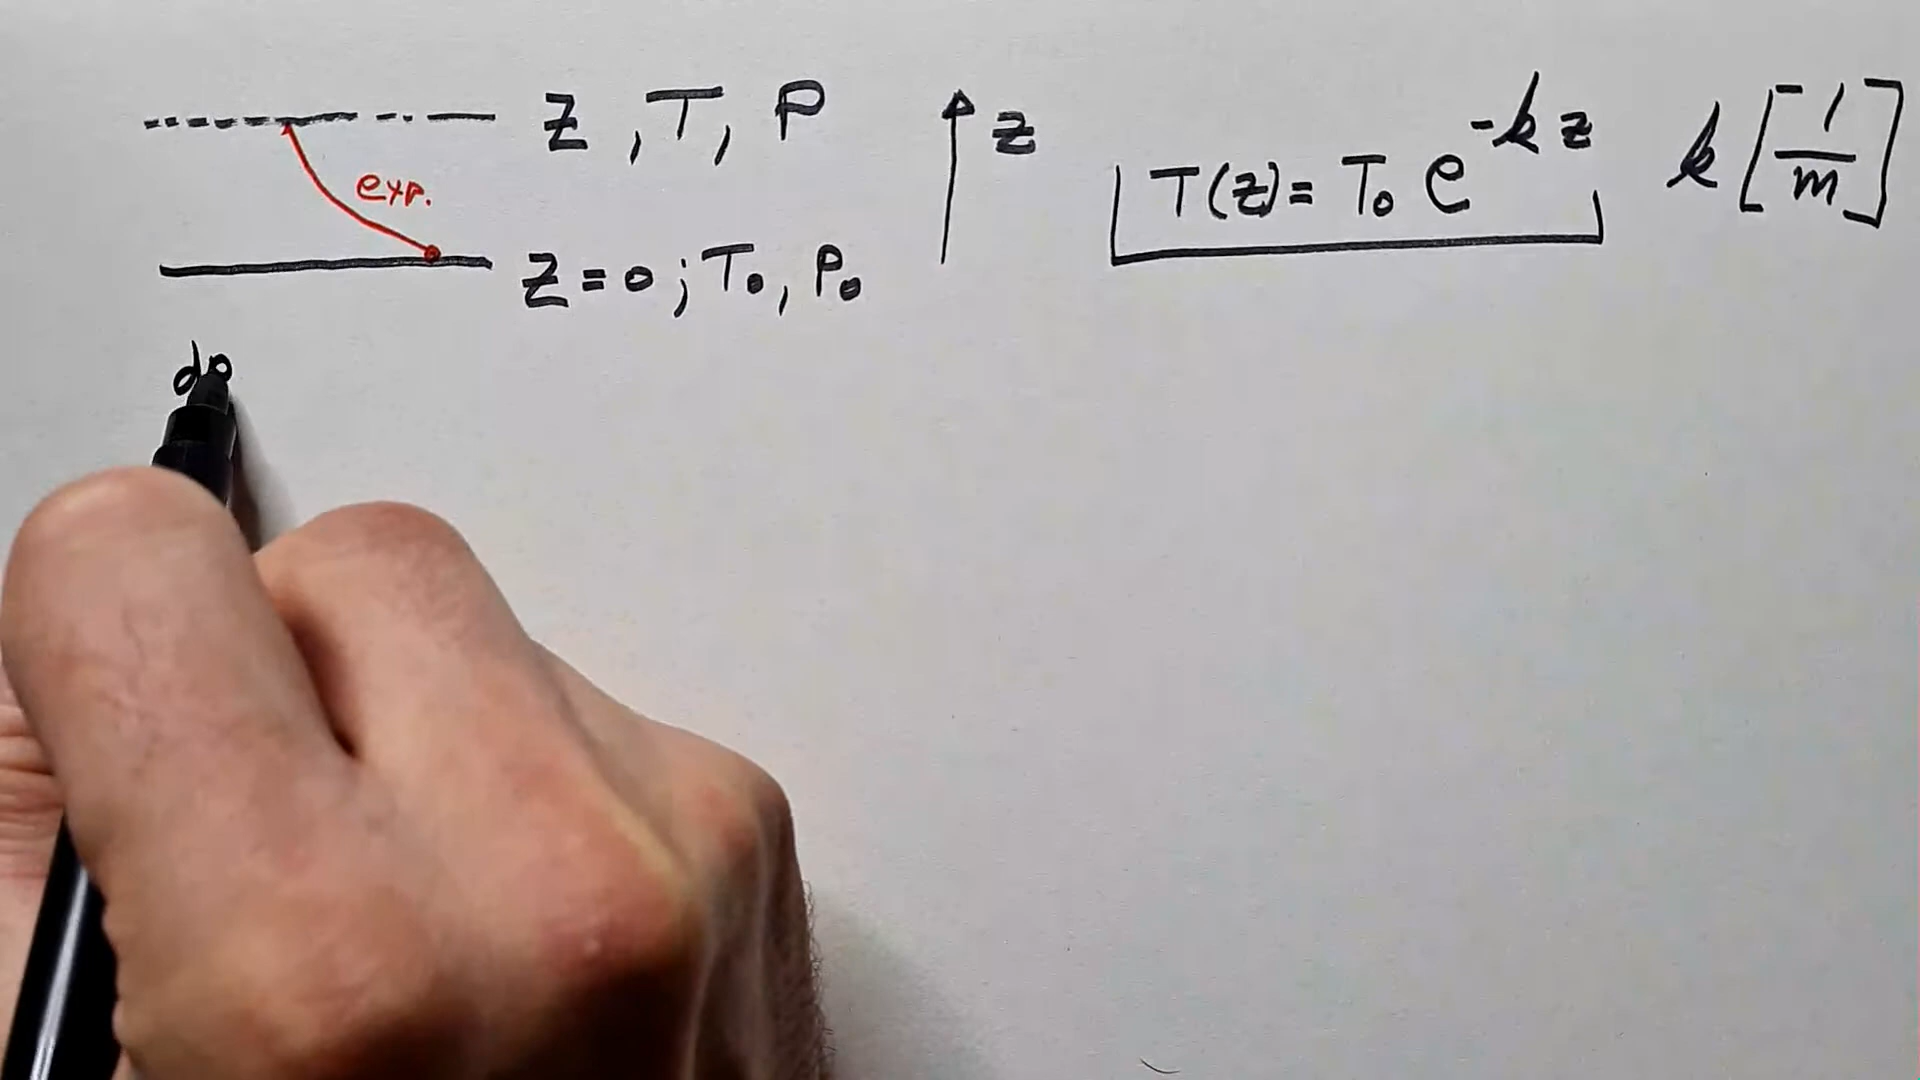 z , T, P
z
T(z) = T₀ e^{-kz}
k [1/m]
exp.
z = 0 ; T₀, P₀
dP